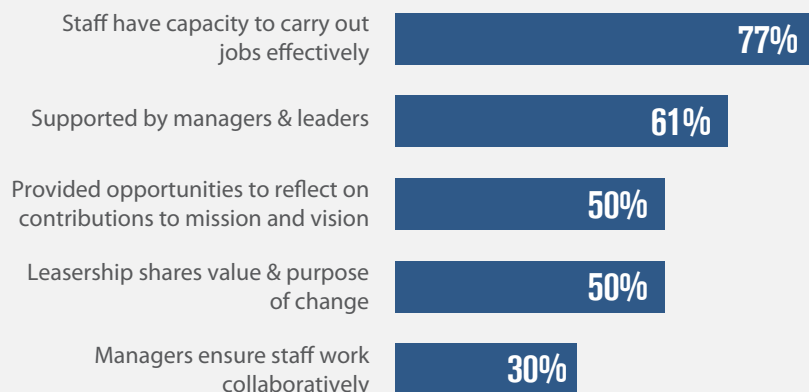 Staff have capacity to carry out
jobs effectively
77%
Supported by managers & leaders
61%
Provided opportunities to reflect on
contributions to mission and vision
50%
Leasership shares value & purpose
of change
50%
Managers ensure staff work
collaboratively
30%